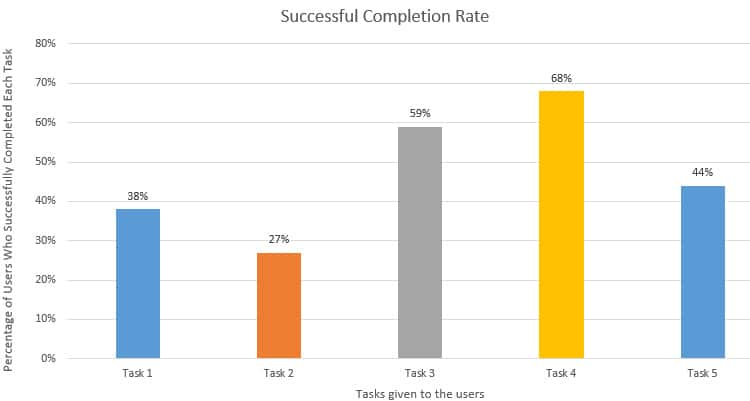 Successful Completion Rate
Percentage of Users Who Successfully Completed Each Task
80%
70%
60%
50%
40%
30%
20%
10%
0%
38%
27%
59%
68%
44%
Task 1
Task 2
Task 3
Task 4
Task 5
Tasks given to the users